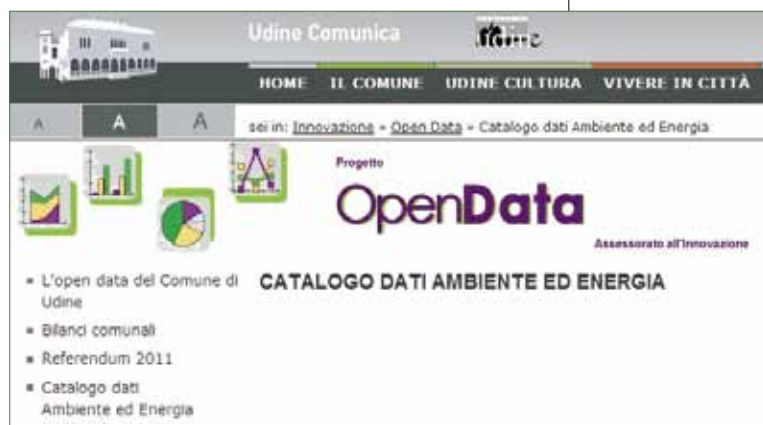 Udine Comunica
HOME IL COMUNE UDINE CULTURA VIVERE IN CITTÀ
A A A
sei in: Innovazione » Open Data » Catalogo dati Ambiente ed Energia
Progetto
OpenData
Assessorato all'Innovazione
CATALOGO DATI AMBIENTE ED ENERGIA
L'open data del Comune di
Udine
Bilanci comunali
Referendum 2011
Catalogo dati
Ambiente ed Energia